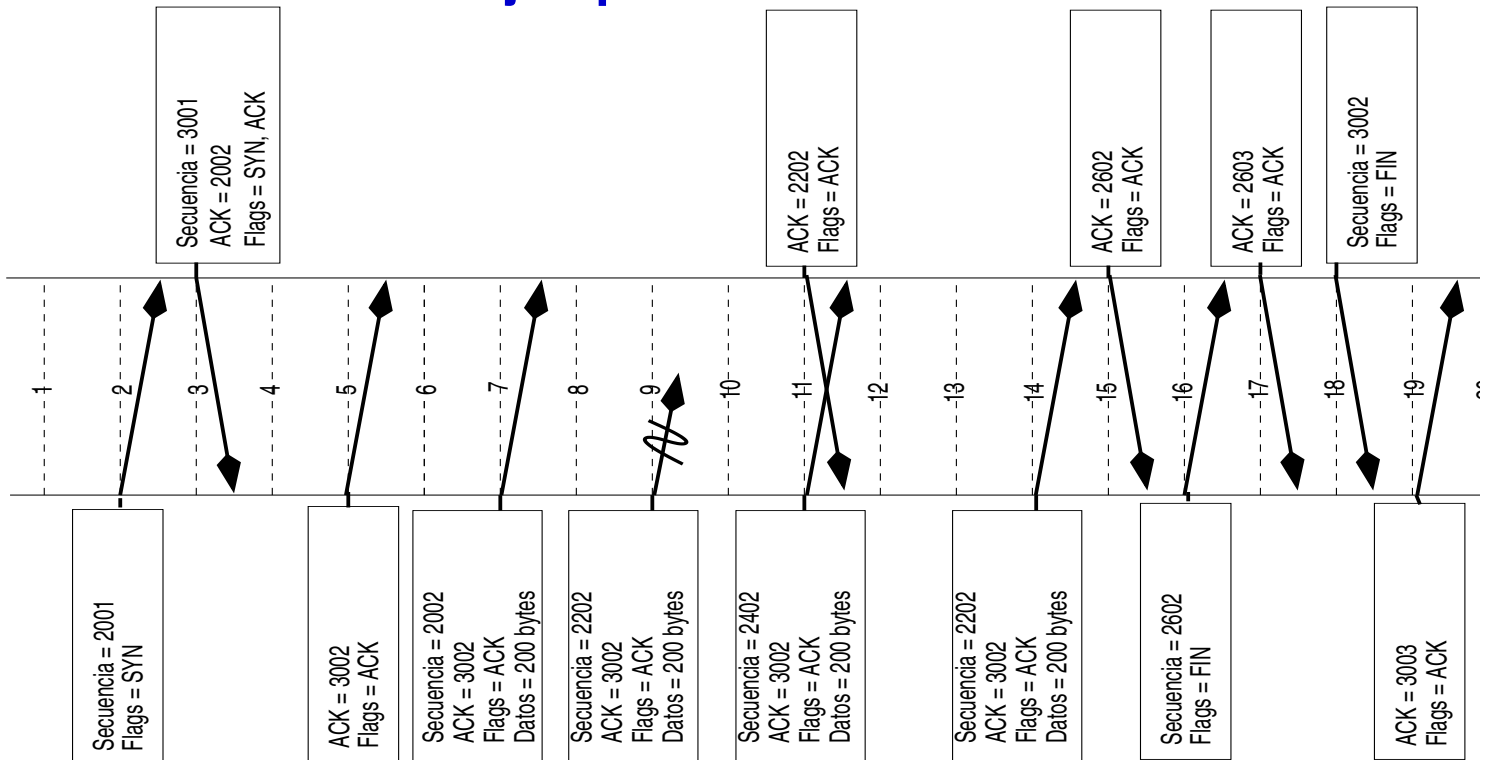 Secuencia = 3001
ACK = 2002
Flags = SYN, ACK
ACK = 2202
Flags = ACK
ACK = 2602
Flags = ACK
ACK = 2603
Flags = ACK
Secuencia = 3002
Flags = FIN
1
2
3
4
5
6
7
8
9
10
11
12
13
14
15
16
17
18
19
Secuencia = 2001
Flags = SYN
ACK = 3002
Flags = ACK
Secuencia = 2002
ACK = 3002
Flags = ACK
Datos = 200 bytes
Secuencia = 2202
ACK = 3002
Flags = ACK
Datos = 200 bytes
Secuencia = 2402
ACK = 3002
Flags = ACK
Datos = 200 bytes
Secuencia = 2202
ACK = 3002
Flags = ACK
Datos = 200 bytes
Secuencia = 2602
Flags = FIN
ACK = 3003
Flags = ACK